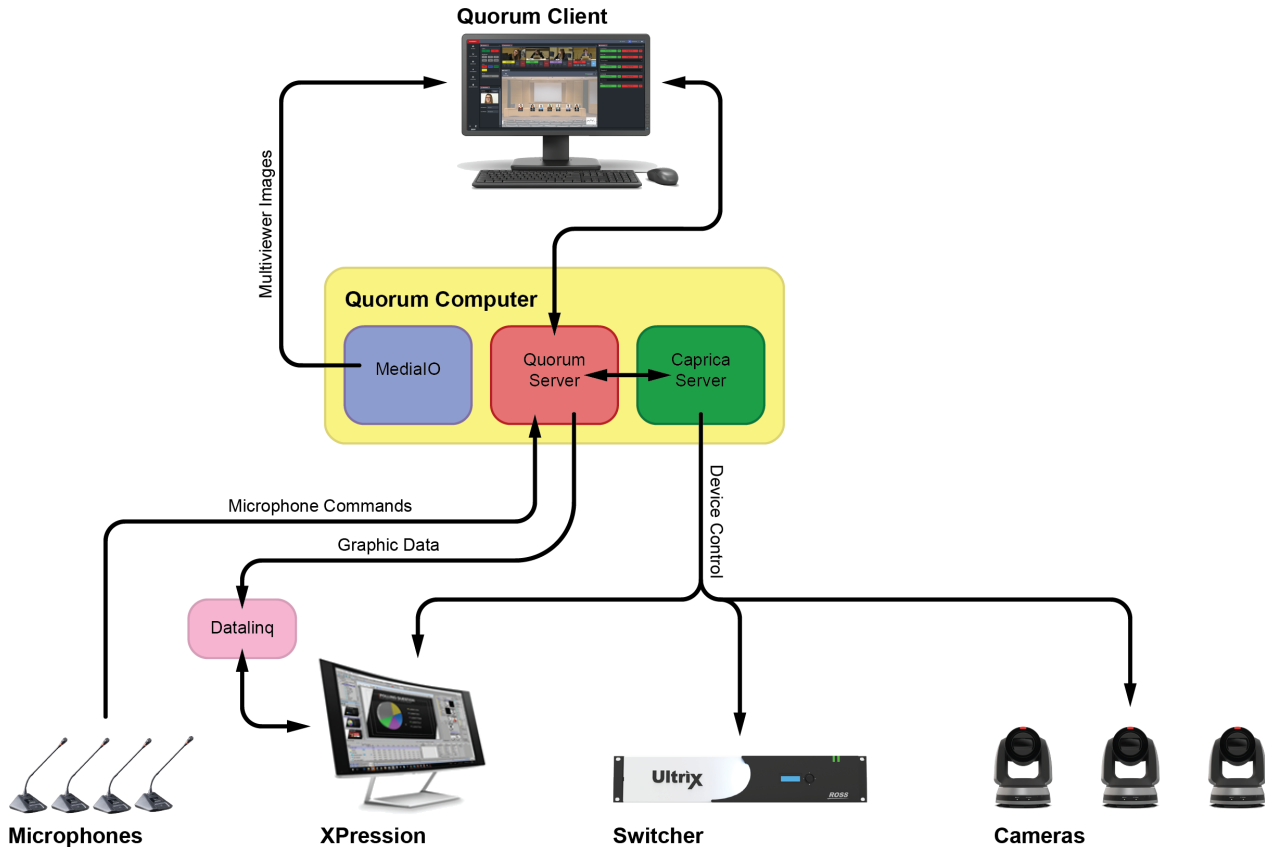 Quorum Client
Multiviewer Images
Quorum Computer
MediaIO
Quorum
Server
Caprica
Server
Device Control
Microphone Commands
Graphic Data
Datalinq
Ultrix
ROSS
Microphones
XPression
Switcher
Cameras